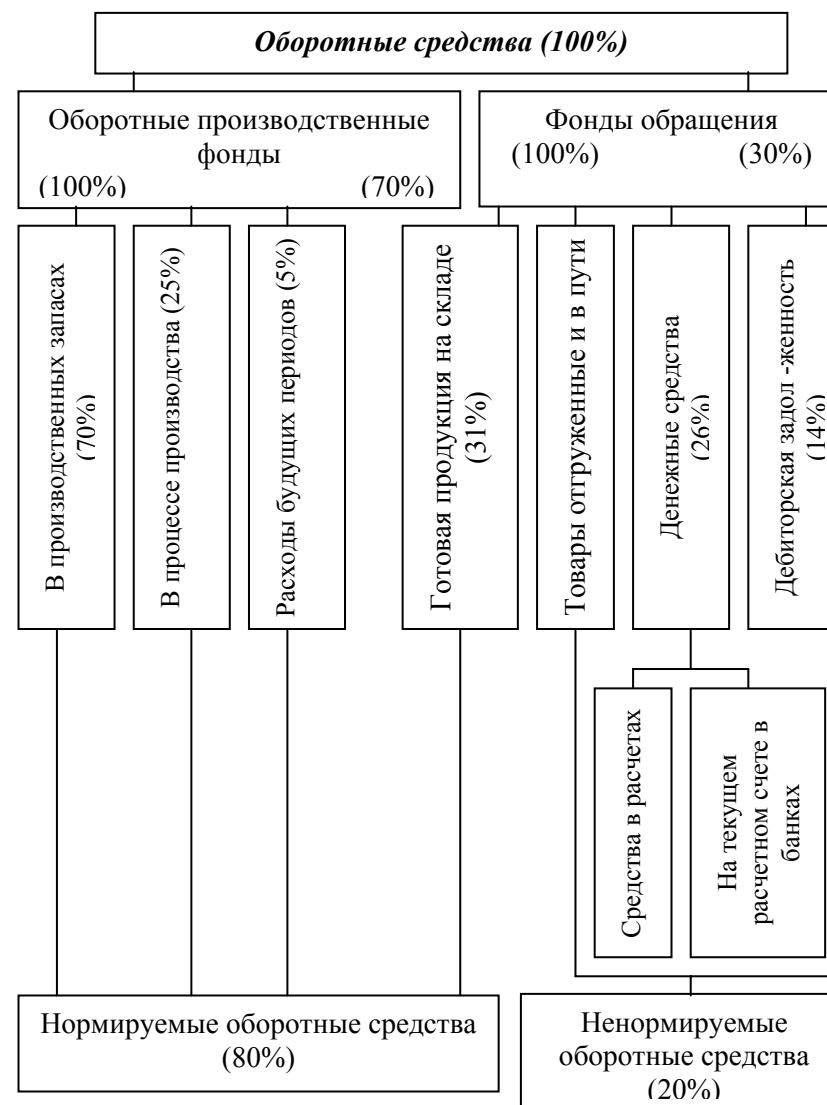 Оборотные средства (100%)
Оборотные производственные
фонды
(100%) (70%)
Фонды обращения
(100%) (30%)
В производственных запасах
(70%)
В процессе производства (25%)
Расходы будущих периодов (5%)
Готовая продукция на складе
(31%)
Товары отгруженные и в пути
Денежные средства
(26%)
Дебиторская задол -женность
(14%)
Средства в расчетах
На текущем
расчетном счете в
банках
Нормируемые оборотные средства
(80%)
Ненормируемые
оборотные средства
(20%)